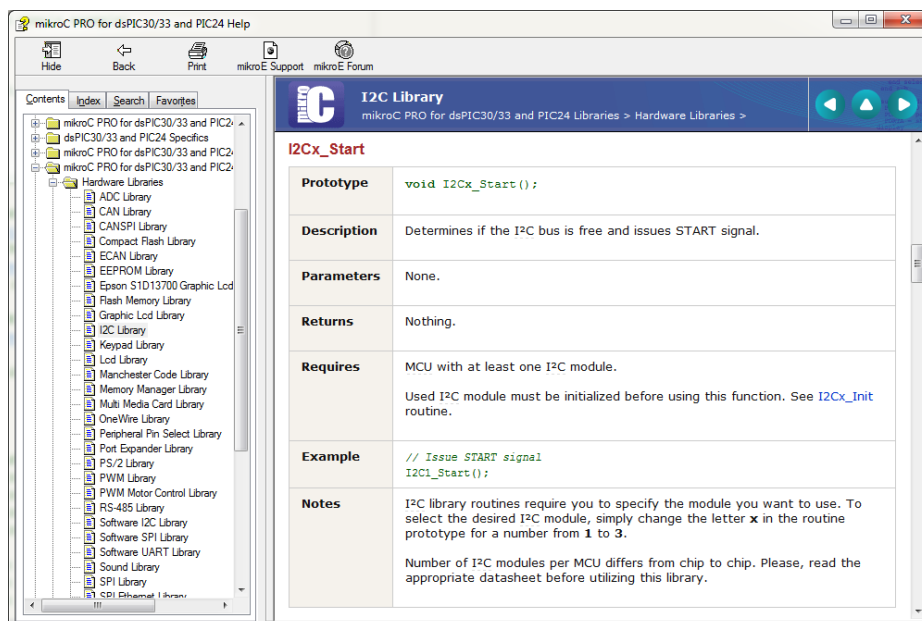 mikroC PRO for dsPIC30/33 and PIC24 Help
Hide
Back
Print
mikroE Support
mikroE Forum
Contents
Index
Search
Favorites
mikroC PRO for dsPIC30/33 and PIC24
dsPIC30/33 and PIC24 Specifics
mikroC PRO for dsPIC30/33 and PIC24
mikroC PRO for dsPIC30/33 and PIC24
Hardware Libraries
ADC Library
CAN Library
CANSPI Library
Compact Flash Library
ECAN Library
EEPROM Library
Epson S1D13700 Graphic Lcd
Flash Memory Library
Graphic Lcd Library
I2C Library
Keypad Library
Lcd Library
Manchester Code Library
Memory Manager Library
Multi Media Card Library
OneWire Library
Peripheral Pin Select Library
Port Expander Library
PS/2 Library
PWM Library
PWM Motor Control Library
RS-485 Library
Software I2C Library
Software SPI Library
Software UART Library
Sound Library
SPI Library
SPI Ethernet Library
mikro C
I2C Library
mikroC PRO for dsPIC30/33 and PIC24 Libraries > Hardware Libraries >
I2Cx_Start
Prototype
void I2Cx_Start();
Description
Determines if the I²C bus is free and issues START signal.
Parameters
None.
Returns
Nothing.
Requires
MCU with at least one I²C module.
Used I²C module must be initialized before using this function. See I2Cx_Init
routine.
Example
// Issue START signal
I2C1_Start();
Notes
I²C library routines require you to specify the module you want to use. To
select the desired I²C module, simply change the letter x in the routine
prototype for a number from 1 to 3.
Number of I²C modules per MCU differs from chip to chip. Please, read the
appropriate datasheet before utilizing this library.